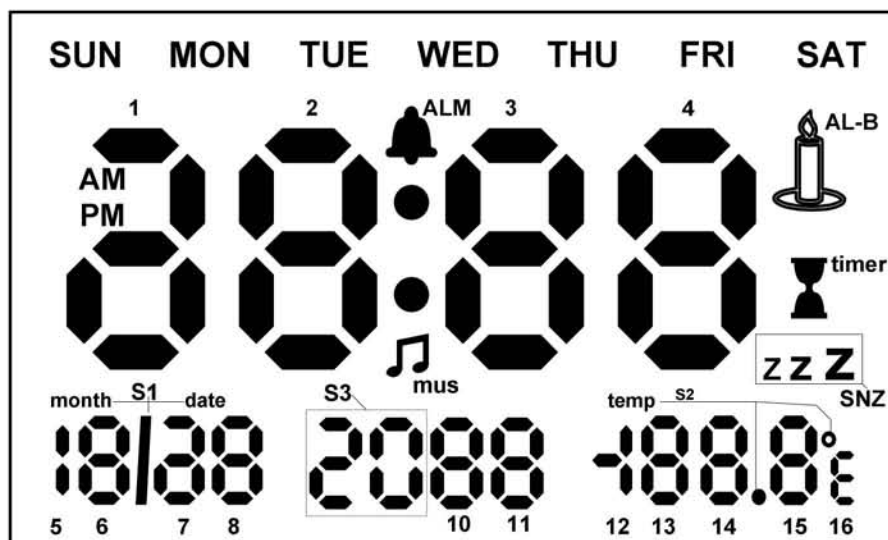 SUN MON TUE WED THU FRI SAT
1 2 ALM 3 4 AL-B
AM
PM
timer
mus
z z z
SNZ
month S1 date S3 temp S2
18/38 2088 -188.8°E
5 6 7 8 10 11 12 13 14 15 16